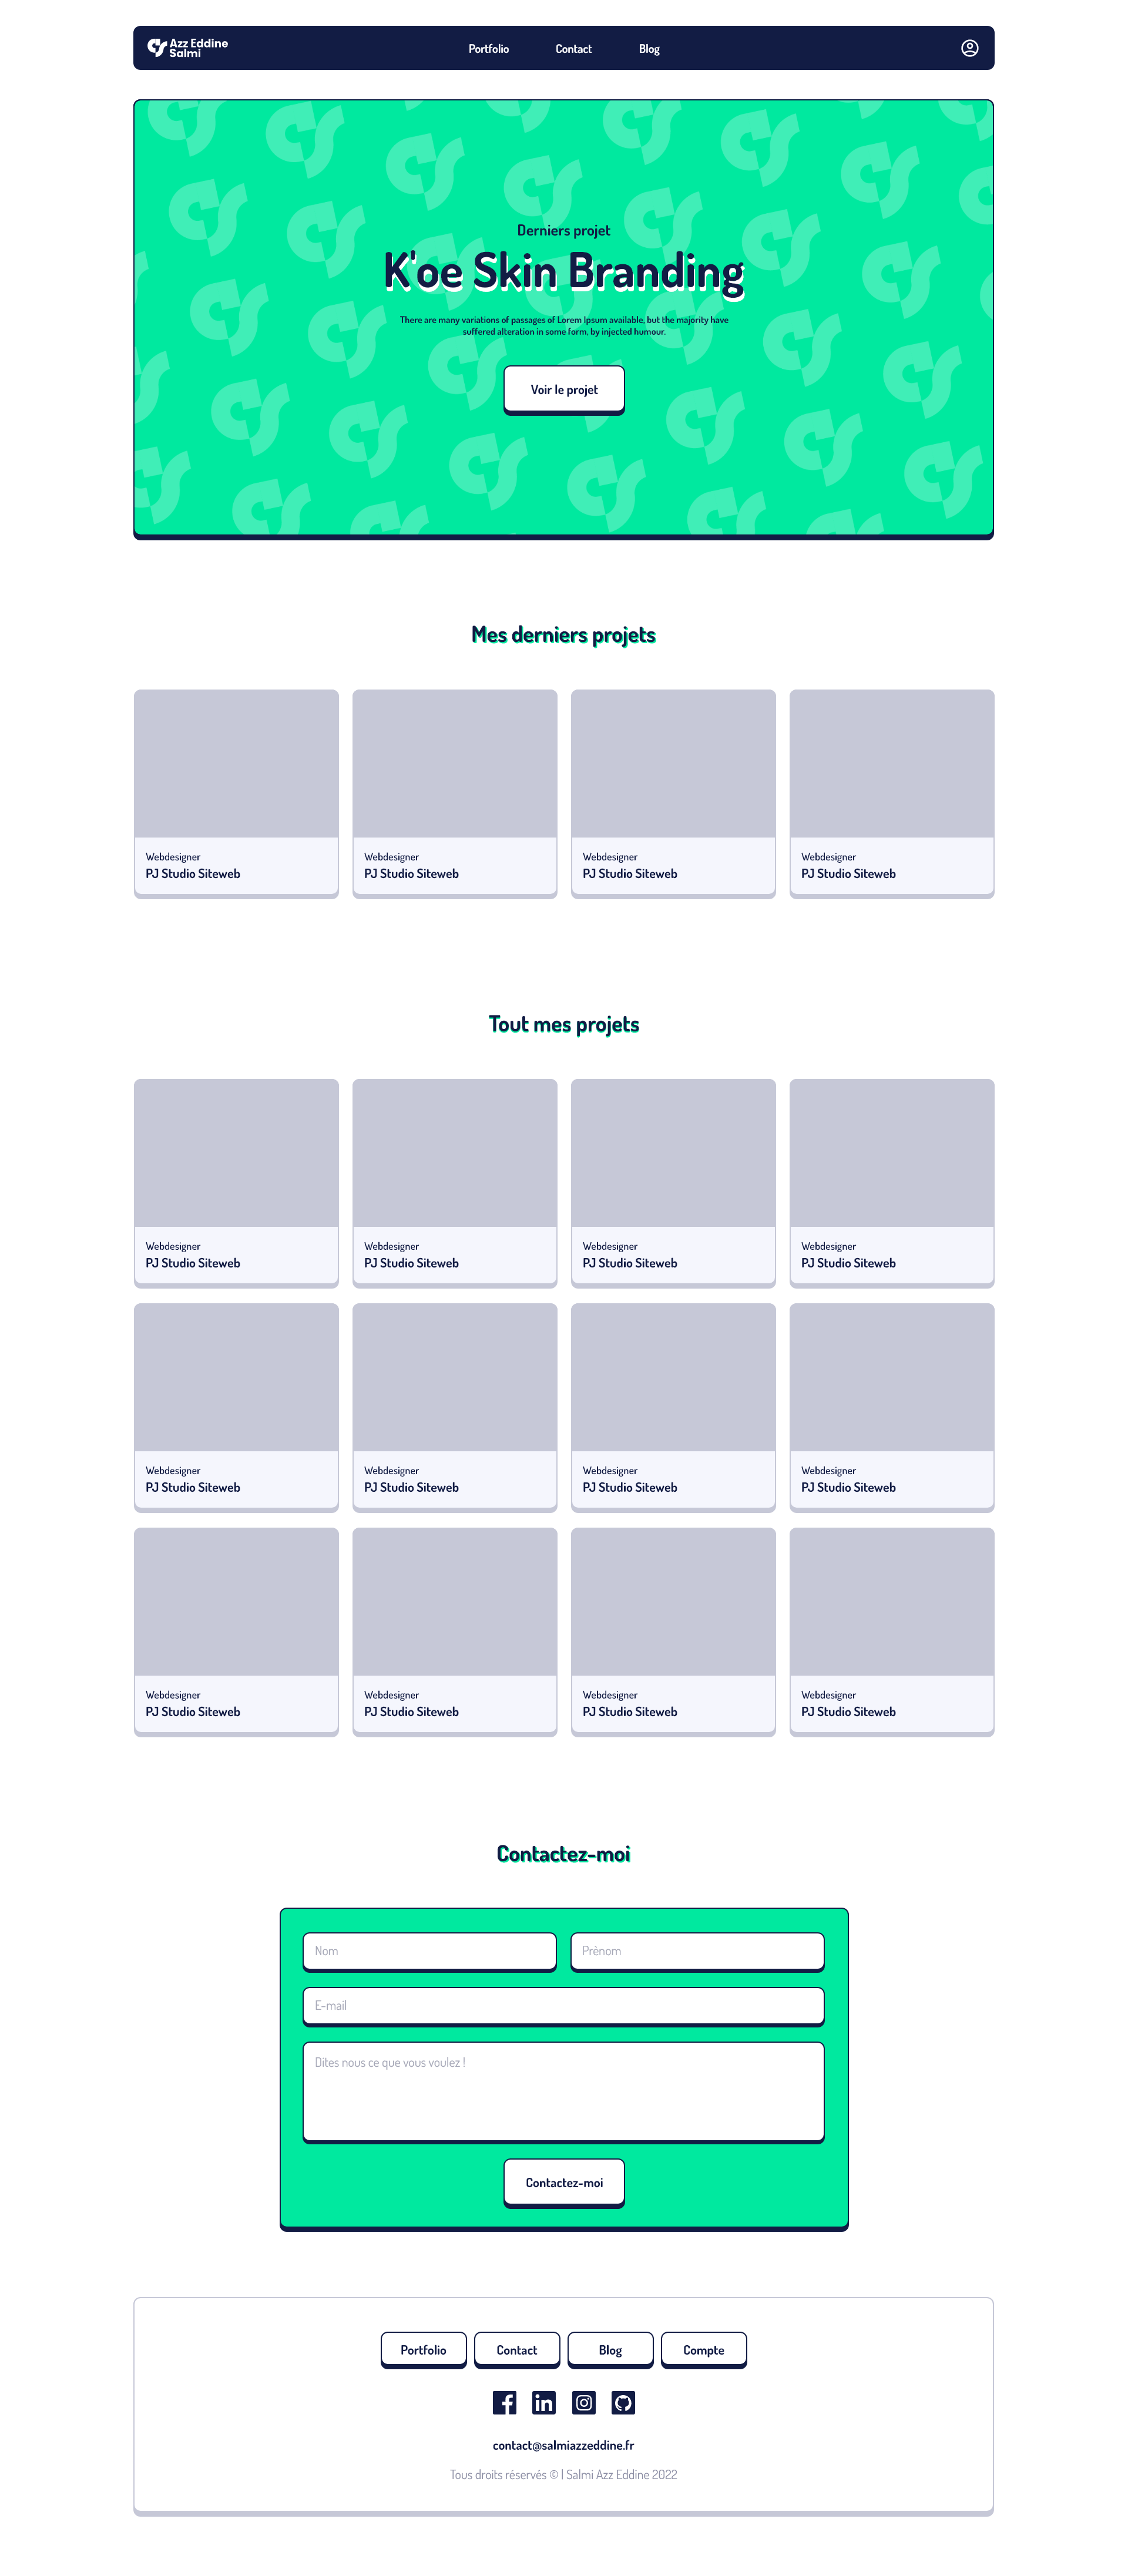 Azz Eddine
Salmi
Portfolio
Contact
Blog
Derniers projet
K'oe Skin Branding
There are many variations of passages of Lorem Ipsum available, but the majority have
suffered alteration in some form, by injected humour.
Voir le projet
Mes derniers projets
Webdesigner
PJ Studio Siteweb
Webdesigner
PJ Studio Siteweb
Webdesigner
PJ Studio Siteweb
Webdesigner
PJ Studio Siteweb
Tout mes projets
Webdesigner
PJ Studio Siteweb
Webdesigner
PJ Studio Siteweb
Webdesigner
PJ Studio Siteweb
Webdesigner
PJ Studio Siteweb
Webdesigner
PJ Studio Siteweb
Webdesigner
PJ Studio Siteweb
Webdesigner
PJ Studio Siteweb
Webdesigner
PJ Studio Siteweb
Webdesigner
PJ Studio Siteweb
Webdesigner
PJ Studio Siteweb
Webdesigner
PJ Studio Siteweb
Webdesigner
PJ Studio Siteweb
Contactez-moi
Nom
Prènom
E-mail
Dites nous ce que vous voulez !
Contactez-moi
Portfolio
Contact
Blog
Compte
contact@salmiazzeddine.fr
Tous droits réservés © | Salmi Azz Eddine 2022